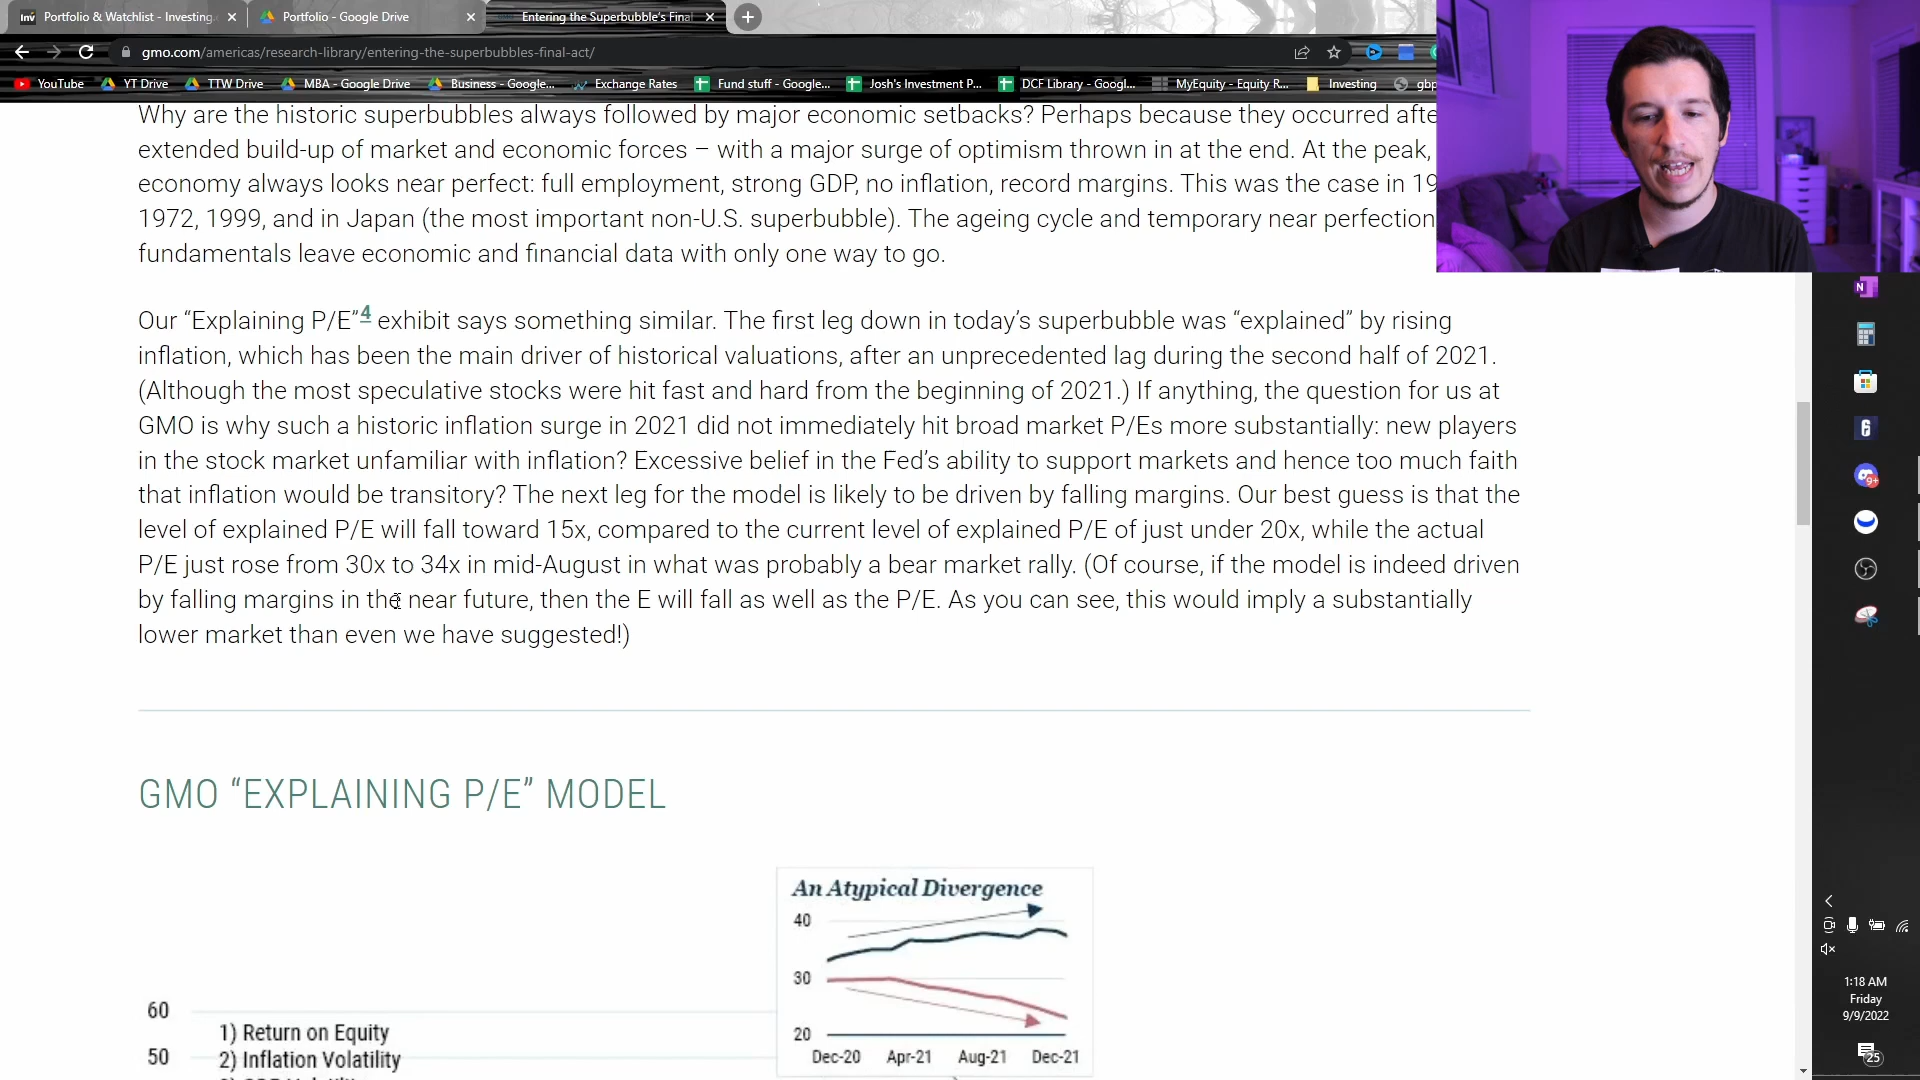 Portfolio & Watchlist - Investing.
Portfolio - Google Drive
Entering the Superbubble's Final
gmo.com/americas/research-library/entering-the-superbubbles-final-act/
YouTube
YT Drive
TTW Drive
MBA - Google Drive
Business - Google...
Exchange Rates
Fund stuff - Google...
Josh's Investment P...
DCF Library - Googl...
MyEquity - Equity R...
Investing
gbp
Why are the historic superbubbles always followed by major economic setbacks? Perhaps because they occurred afte
extended build-up of market and economic forces – with a major surge of optimism thrown in at the end. At the peak,
economy always looks near perfect: full employment, strong GDP, no inflation, record margins. This was the case in 19
1972, 1999, and in Japan (the most important non-U.S. superbubble). The ageing cycle and temporary near perfection
fundamentals leave economic and financial data with only one way to go.
Our “Explaining P/E”4 exhibit says something similar. The first leg down in today’s superbubble was “explained” by rising
inflation, which has been the main driver of historical valuations, after an unprecedented lag during the second half of 2021.
(Although the most speculative stocks were hit fast and hard from the beginning of 2021.) If anything, the question for us at
GMO is why such a historic inflation surge in 2021 did not immediately hit broad market P/Es more substantially: new players
in the stock market unfamiliar with inflation? Excessive belief in the Fed’s ability to support markets and hence too much faith
that inflation would be transitory? The next leg for the model is likely to be driven by falling margins. Our best guess is that the
level of explained P/E will fall toward 15x, compared to the current level of explained P/E of just under 20x, while the actual
P/E just rose from 30x to 34x in mid-August in what was probably a bear market rally. (Of course, if the model is indeed driven
by falling margins in the near future, then the E will fall as well as the P/E. As you can see, this would imply a substantially
lower market than even we have suggested!)
GMO “EXPLAINING P/E” MODEL
An Atypical Divergence
40
30
20
Dec-20 Apr-21 Aug-21 Dec-21
60
50
1) Return on Equity
2) Inflation Volatility
1:18 AM
Friday
9/9/2022
25